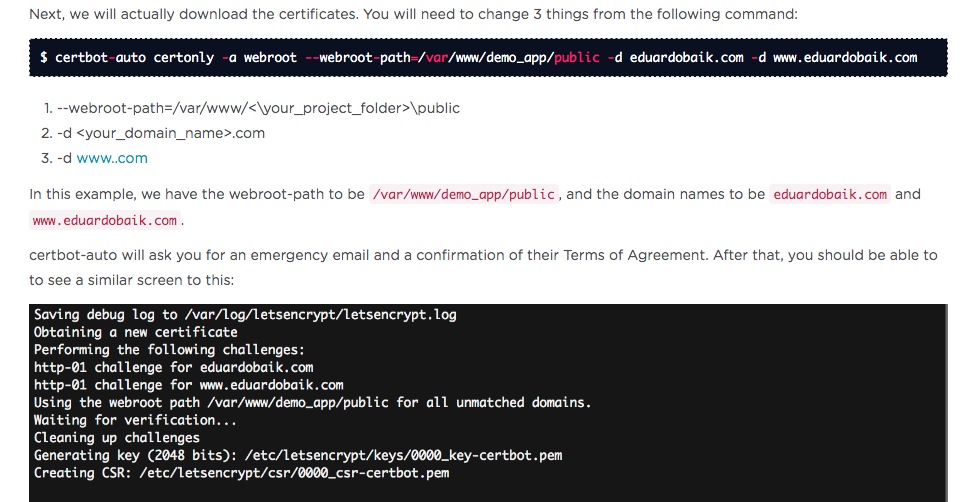 Next, we will actually download the certificates. You will need to change 3 things from the following command:
$ certbot-auto certonly -a webroot --webroot-path=/var/www/demo_app/public -d eduardobaik.com -d www.eduardobaik.com
1. --webroot-path=/var/www/<\your_project_folder>\public
2. -d <your_domain_name>.com
3. -d www..com
In this example, we have the webroot-path to be /var/www/demo_app/public, and the domain names to be eduardobaik.com and
www.eduardobaik.com.
certbot-auto will ask you for an emergency email and a confirmation of their Terms of Agreement. After that, you should be able to
to see a similar screen to this:
Saving debug log to /var/log/letsencrypt/letsencrypt.log
Obtaining a new certificate
Performing the following challenges:
http-01 challenge for eduardobaik.com
http-01 challenge for www.eduardobaik.com
Using the webroot path /var/www/demo_app/public for all unmatched domains.
Waiting for verification...
Cleaning up challenges
Generating key (2048 bits): /etc/letsencrypt/keys/0000_key-certbot.pem
Creating CSR: /etc/letsencrypt/csr/0000_csr-certbot.pem